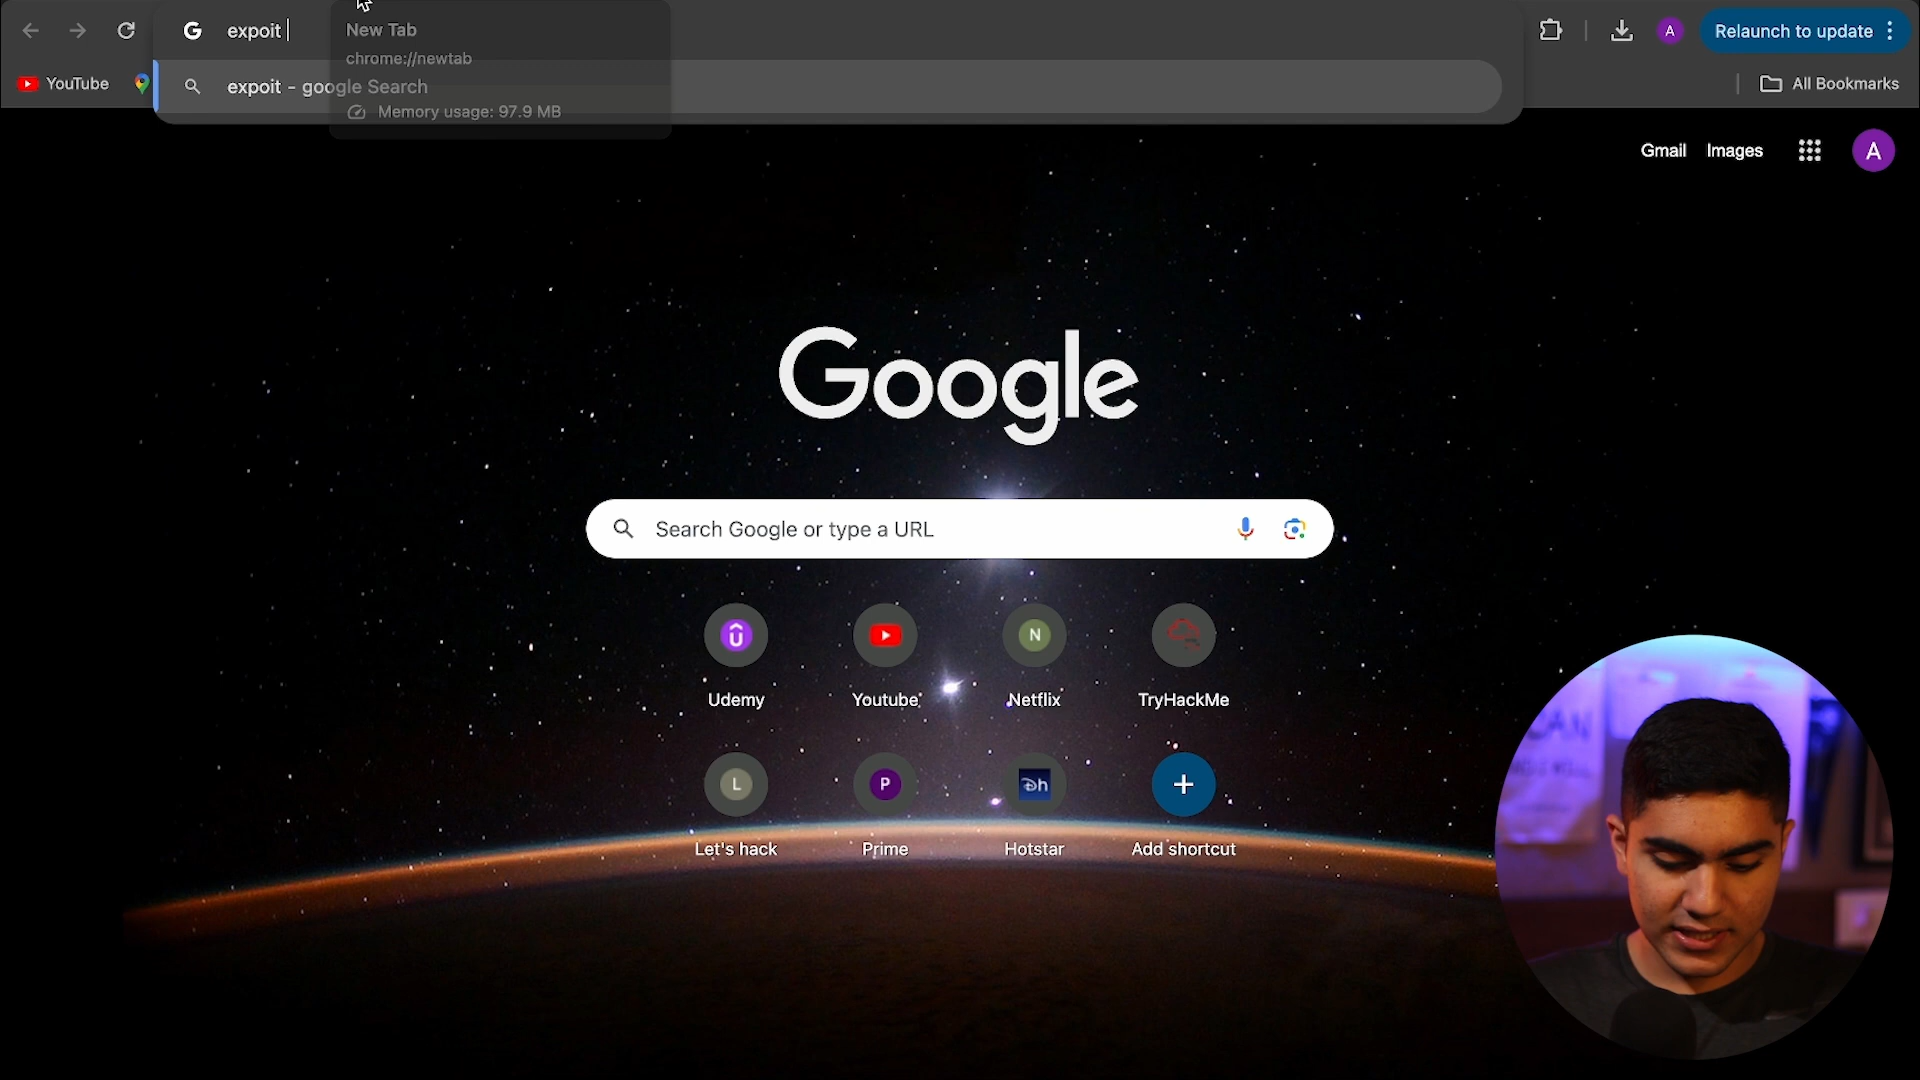 expoit
New Tab
Relaunch to update
chrome://newtab
YouTube
expoit - google Search
All Bookmarks
Memory usage: 97.9 MB
Gmail
Images
A
A
Google
Search Google or type a URL
N
Udemy
Youtube
Netflix
TryHackMe
L
P
Dh
Let's hack
Prime
Hotstar
Add shortcut